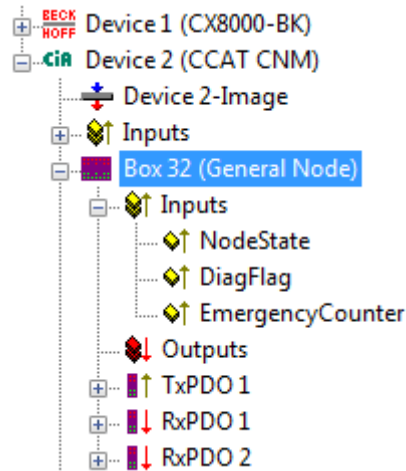 BECK
HOFF Device 1 (CX8000-BK)
CiA Device 2 (CCAT CNM)
Device 2-Image
Inputs
Box 32 (General Node)
Inputs
NodeState
DiagFlag
EmergencyCounter
Outputs
TxPDO 1
RxPDO 1
RxPDO 2